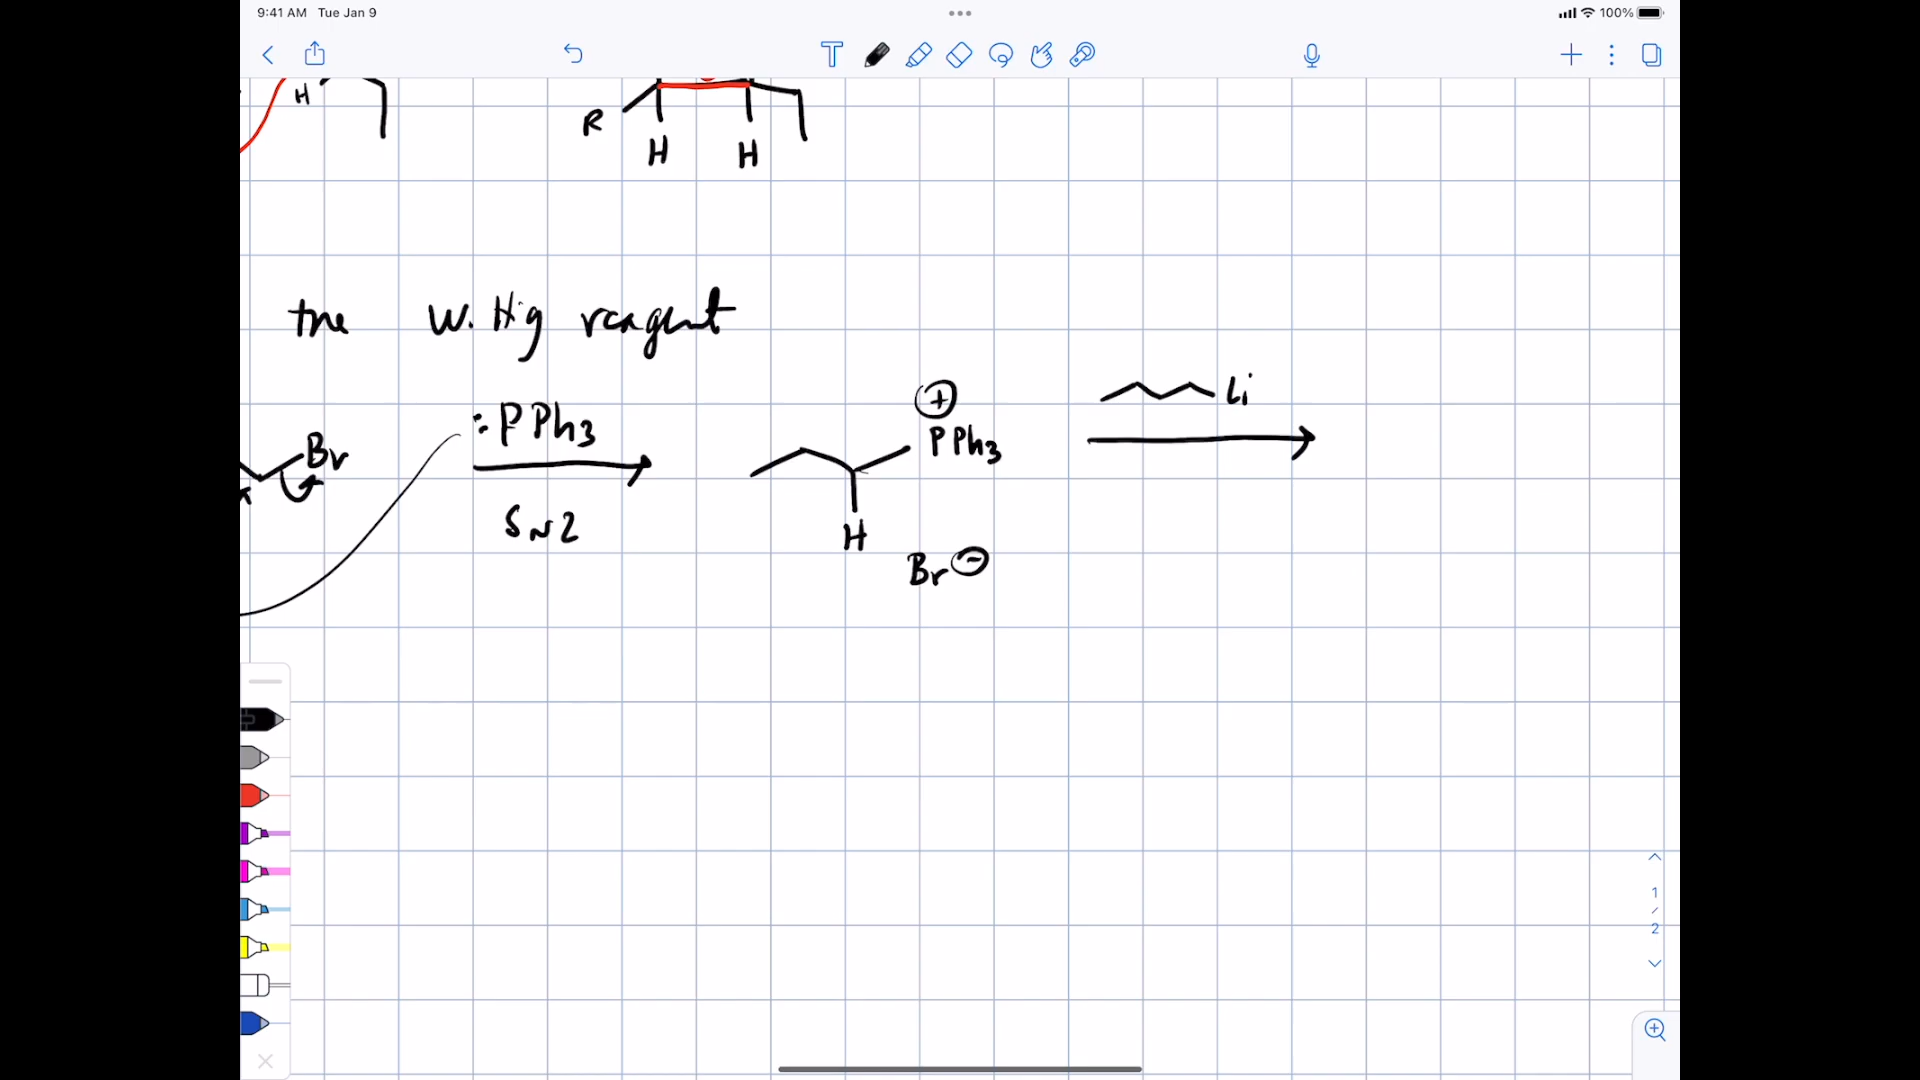 9:41 AM Tue Jan 9
100%
T
H
R
H H
the Wittig reagent
Br
:PPh3
SN2
+
PPh3
H
Br -
Li
1
/
2